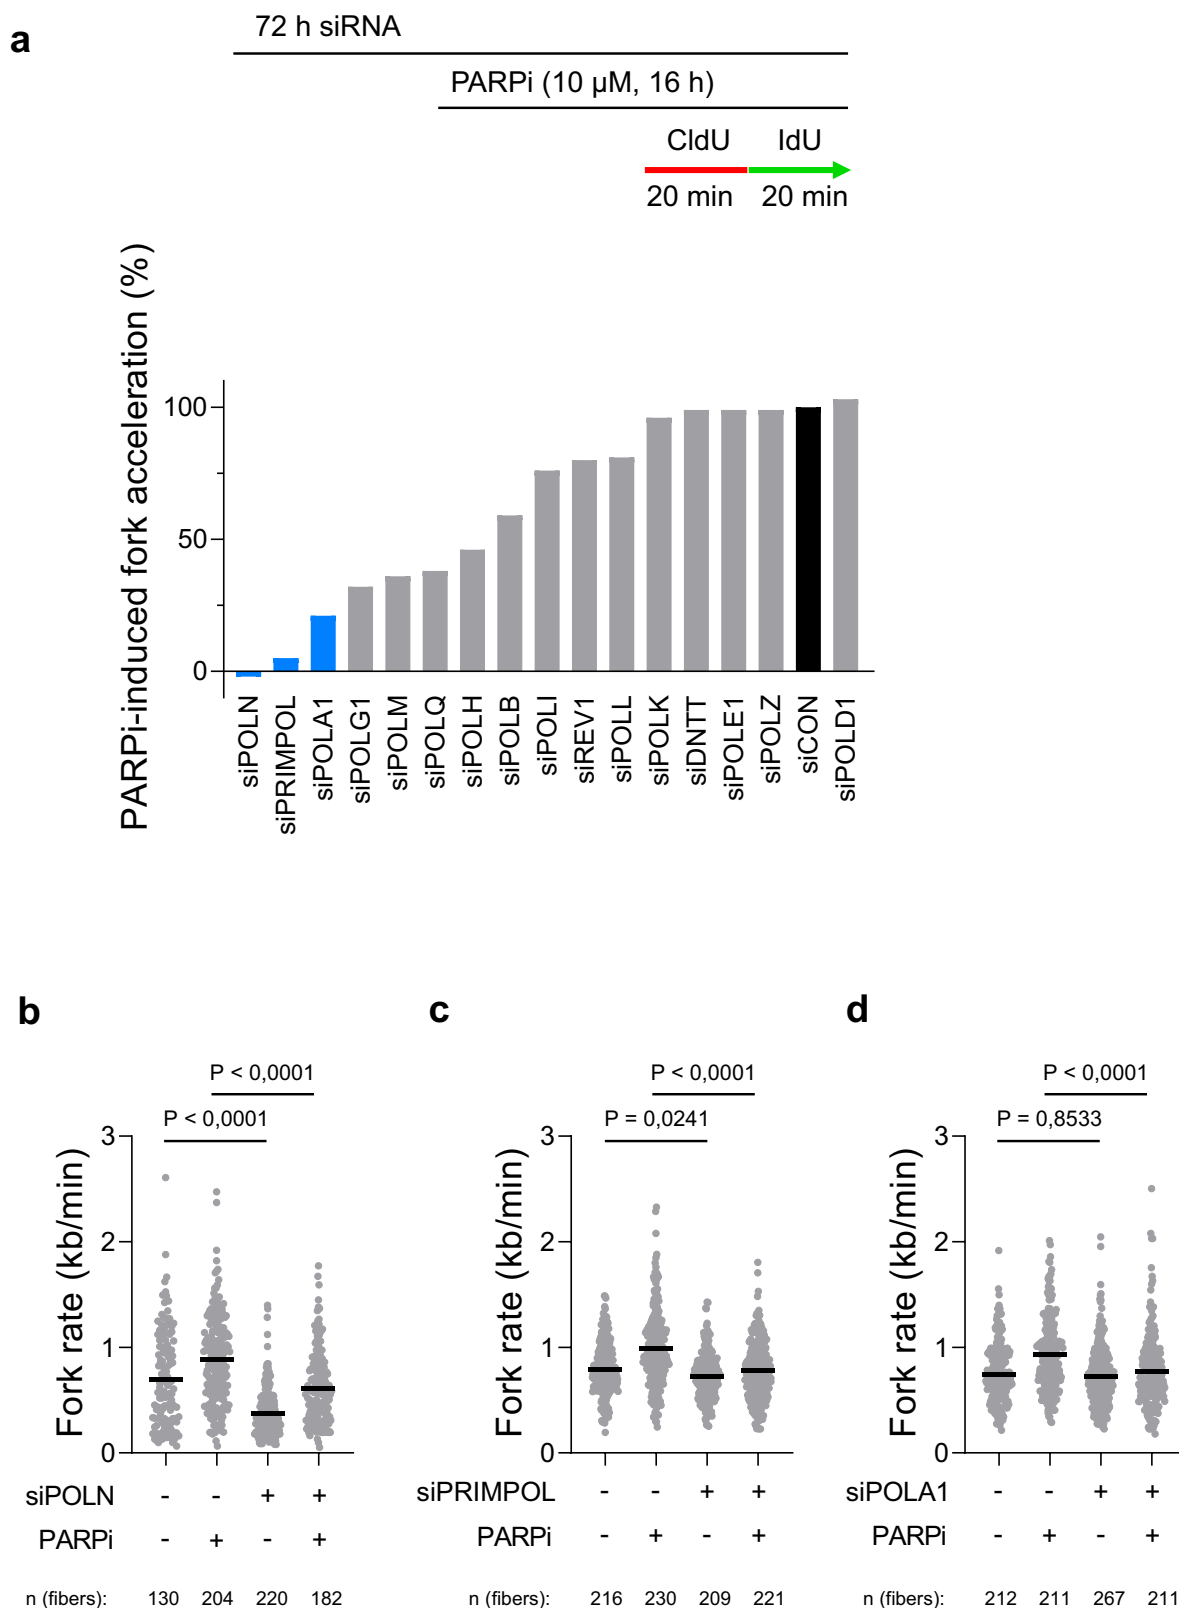 a
72 h siRNA
PARPi (10 µM, 16 h)
CldU IdU
20 min 20 min
PARPi-induced fork acceleration (%)
100
50
0
siPOLN siPRIMPOL siPOLA1 siPOLG1 siPOLM siPOLQ siPOLH siPOLB siPOLI siREV1 siPOLL siPOLK siDNTT siPOLE1 siPOLZ siCON siPOLD1
b
P < 0,0001
P < 0,0001
Fork rate (kb/min)
3
2
1
0
siPOLN - - + +
PARPi - + - +
n (fibers): 130 204 220 182
c
P < 0,0001
P = 0,0241
Fork rate (kb/min)
3
2
1
0
siPRIMPOL - - + +
PARPi - + - +
n (fibers): 216 230 209 221
d
P < 0,0001
P = 0,8533
Fork rate (kb/min)
3
2
1
0
siPOLA1 - - + +
PARPi - + - +
n (fibers): 212 211 267 211